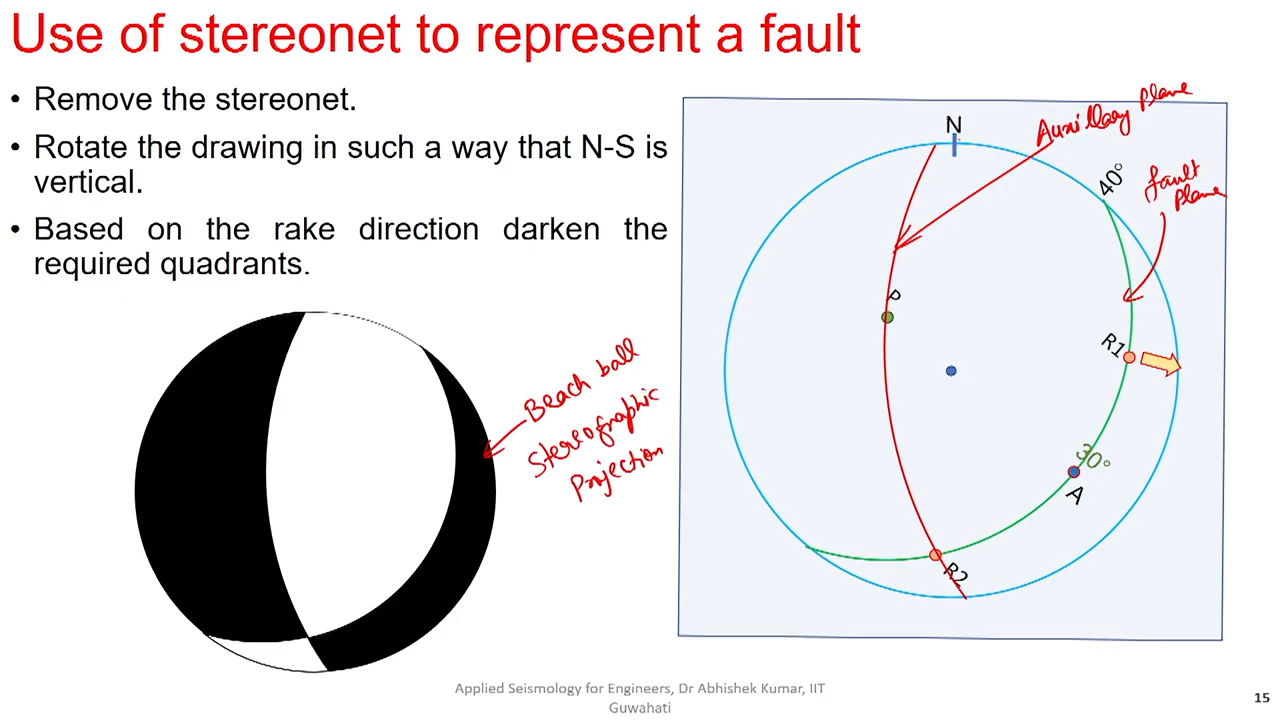 Use of stereonet to represent a fault
• Remove the stereonet.
• Rotate the drawing in such a way that N-S is
vertical.
• Based on the rake direction darken the
required quadrants.
Beach ball
Stereographic
Projection
Auxillary plane
N
40°
fault
plane
P
R1
30°
A
R2
Applied Seismology for Engineers, Dr Abhishek Kumar, IIT
Guwahati
15